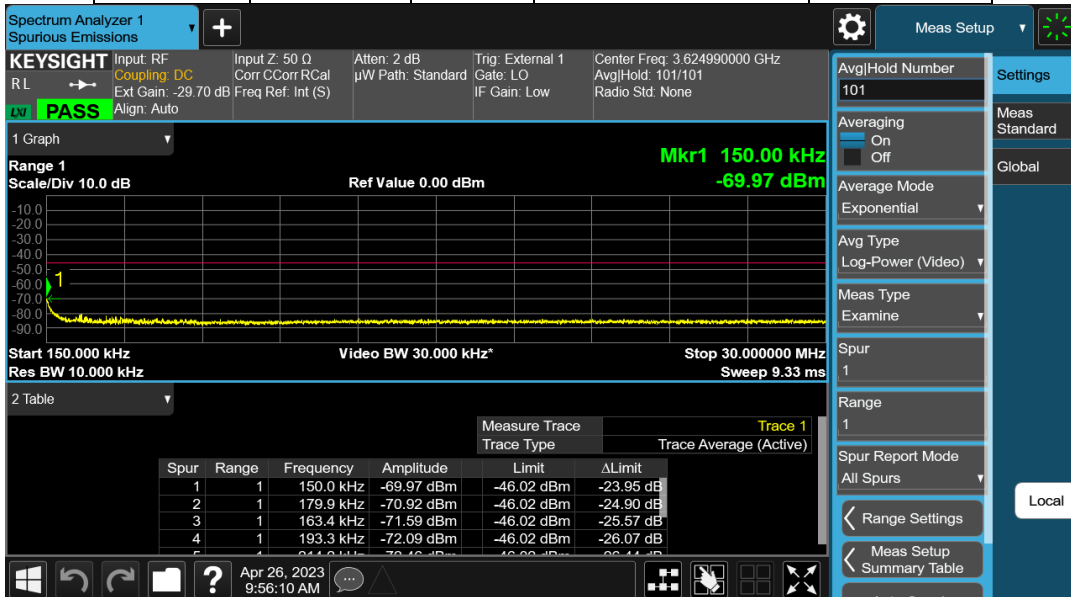 Spectrum Analyzer 1
Spurious Emissions
+
Meas Setup
KEYSIGHT
RL
LXI PASS
Input: RF
Coupling: DC
Ext Gain: -29.70 dB
Align: Auto
Input Z: 50 Ω
Corr CCorr RCal
Freq Ref: Int (S)
Atten: 2 dB
µW Path: Standard
Trig: External 1
Gate: LO
IF Gain: Low
Center Freq: 3.624990000 GHz
Avg|Hold: 101/101
Radio Std: None
1 Graph
Range 1
Scale/Div 10.0 dB
Ref Value 0.00 dBm
Mkr1 150.00 kHz
-69.97 dBm
-10.0
-20.0
-30.0
-40.0
-50.0
-60.0
-70.0
-80.0
-90.0
1
Start 150.000 kHz
Res BW 10.000 kHz
Video BW 30.000 kHz*
Stop 30.000000 MHz
Sweep 9.33 ms
2 Table
Measure Trace Trace 1
Trace Type Trace Average (Active)
Spur Range Frequency Amplitude Limit ΔLimit
1 1 150.0 kHz -69.97 dBm -46.02 dBm -23.95 dB
2 1 179.9 kHz -70.92 dBm -46.02 dBm -24.90 dB
3 1 163.4 kHz -71.59 dBm -46.02 dBm -25.57 dB
4 1 193.3 kHz -72.09 dBm -46.02 dBm -26.07 dB
?
Apr 26, 2023
9:56:10 AM
Avg|Hold Number
101
Averaging
On
Off
Average Mode
Exponential
Avg Type
Log-Power (Video)
Meas Type
Examine
Spur
1
Range
1
Spur Report Mode
All Spurs
Range Settings
Meas Setup
Summary Table
Settings
Meas
Standard
Global
Local